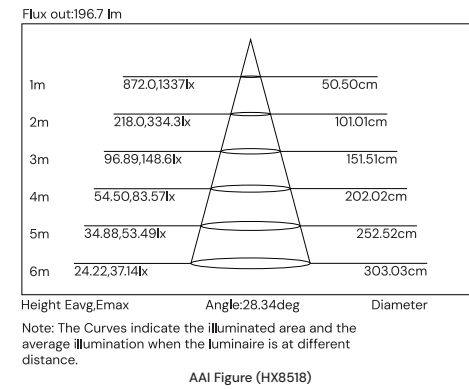 Flux out:196.7 lm
1m 872.0,1337lx 50.50cm
2m 218.0,334.3lx 101.01cm
3m 96.89,148.6lx 151.51cm
4m 54.50,83.57lx 202.02cm
5m 34.88,53.49lx 252.52cm
6m 24.22,37.14lx 303.03cm
Height Eavg,Emax Angle:28.34deg Diameter
Note: The Curves indicate the illuminated area and the
average illumination when the luminaire is at different
distance.
AAI Figure (HX8518)